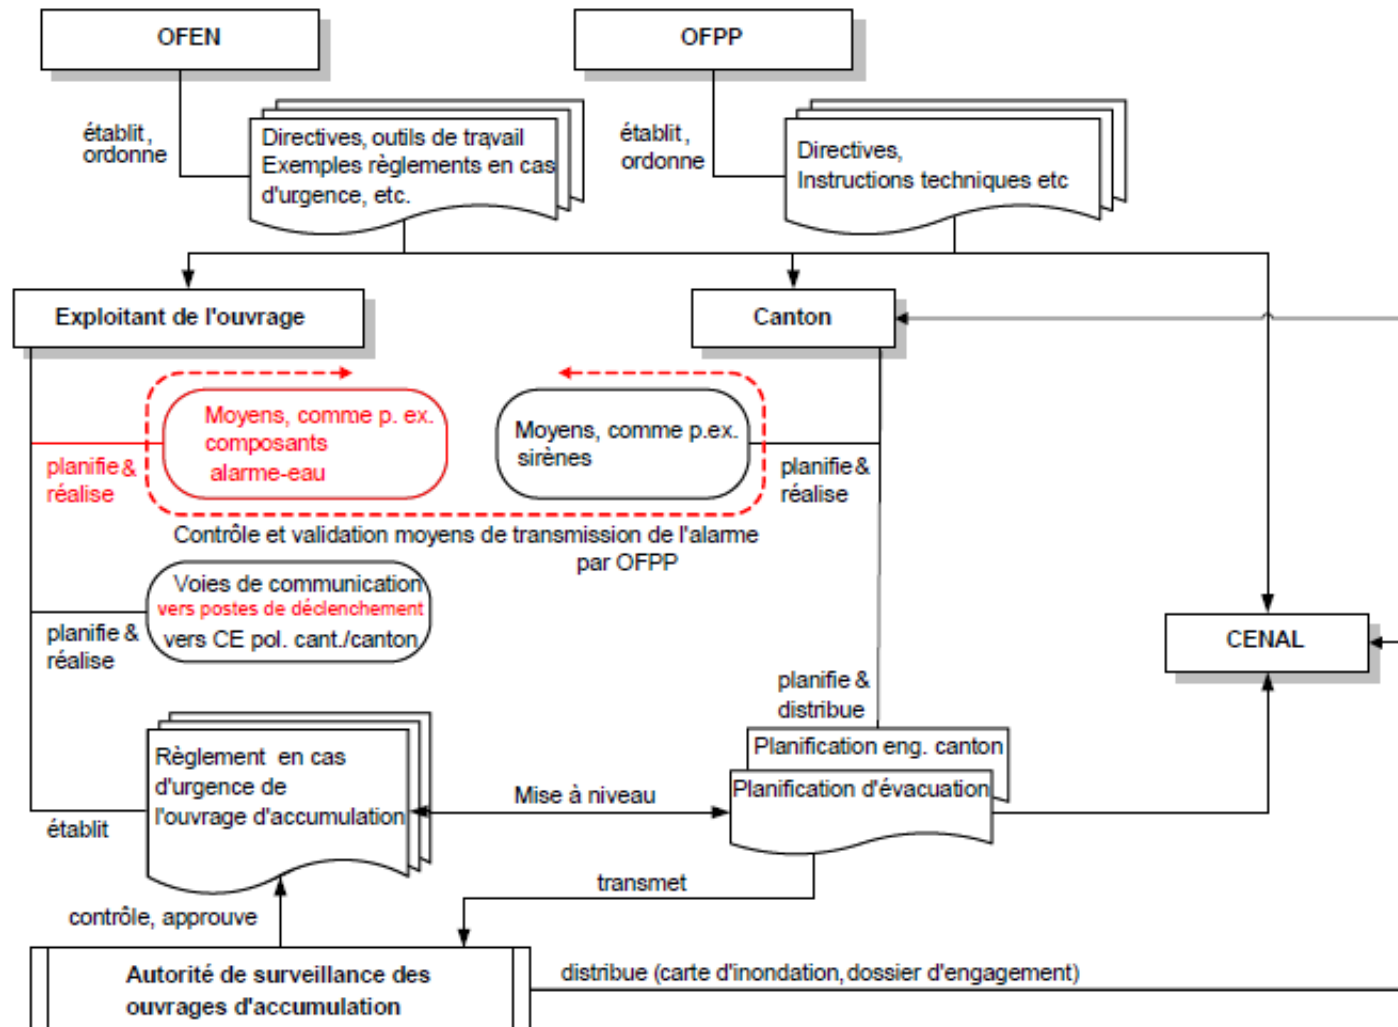 OFEN
OFPP
établit,
ordonne
Directives, outils de travail
Exemples règlements en cas
d'urgence, etc.
établit,
ordonne
Directives,
Instructions techniques etc
Exploitant de l'ouvrage
Canton
Moyens, comme p. ex.
composants
alarme-eau
Moyens, comme p.ex.
sirènes
planifie &
réalise
planifie &
réalise
Contrôle et validation moyens de transmission de l'alarme
par OFPP
Voies de communication
vers postes de déclenchement
vers CE pol. cant./canton
planifie &
réalise
CENAL
planifie &
distribue
Planification eng. canton
Planification d'évacuation
Règlement en cas
d'urgence de
l'ouvrage d'accumulation
Mise à niveau
établit
transmet
contrôle, approuve
Autorité de surveillance des
ouvrages d'accumulation
distribue (carte d'inondation, dossier d'engagement)